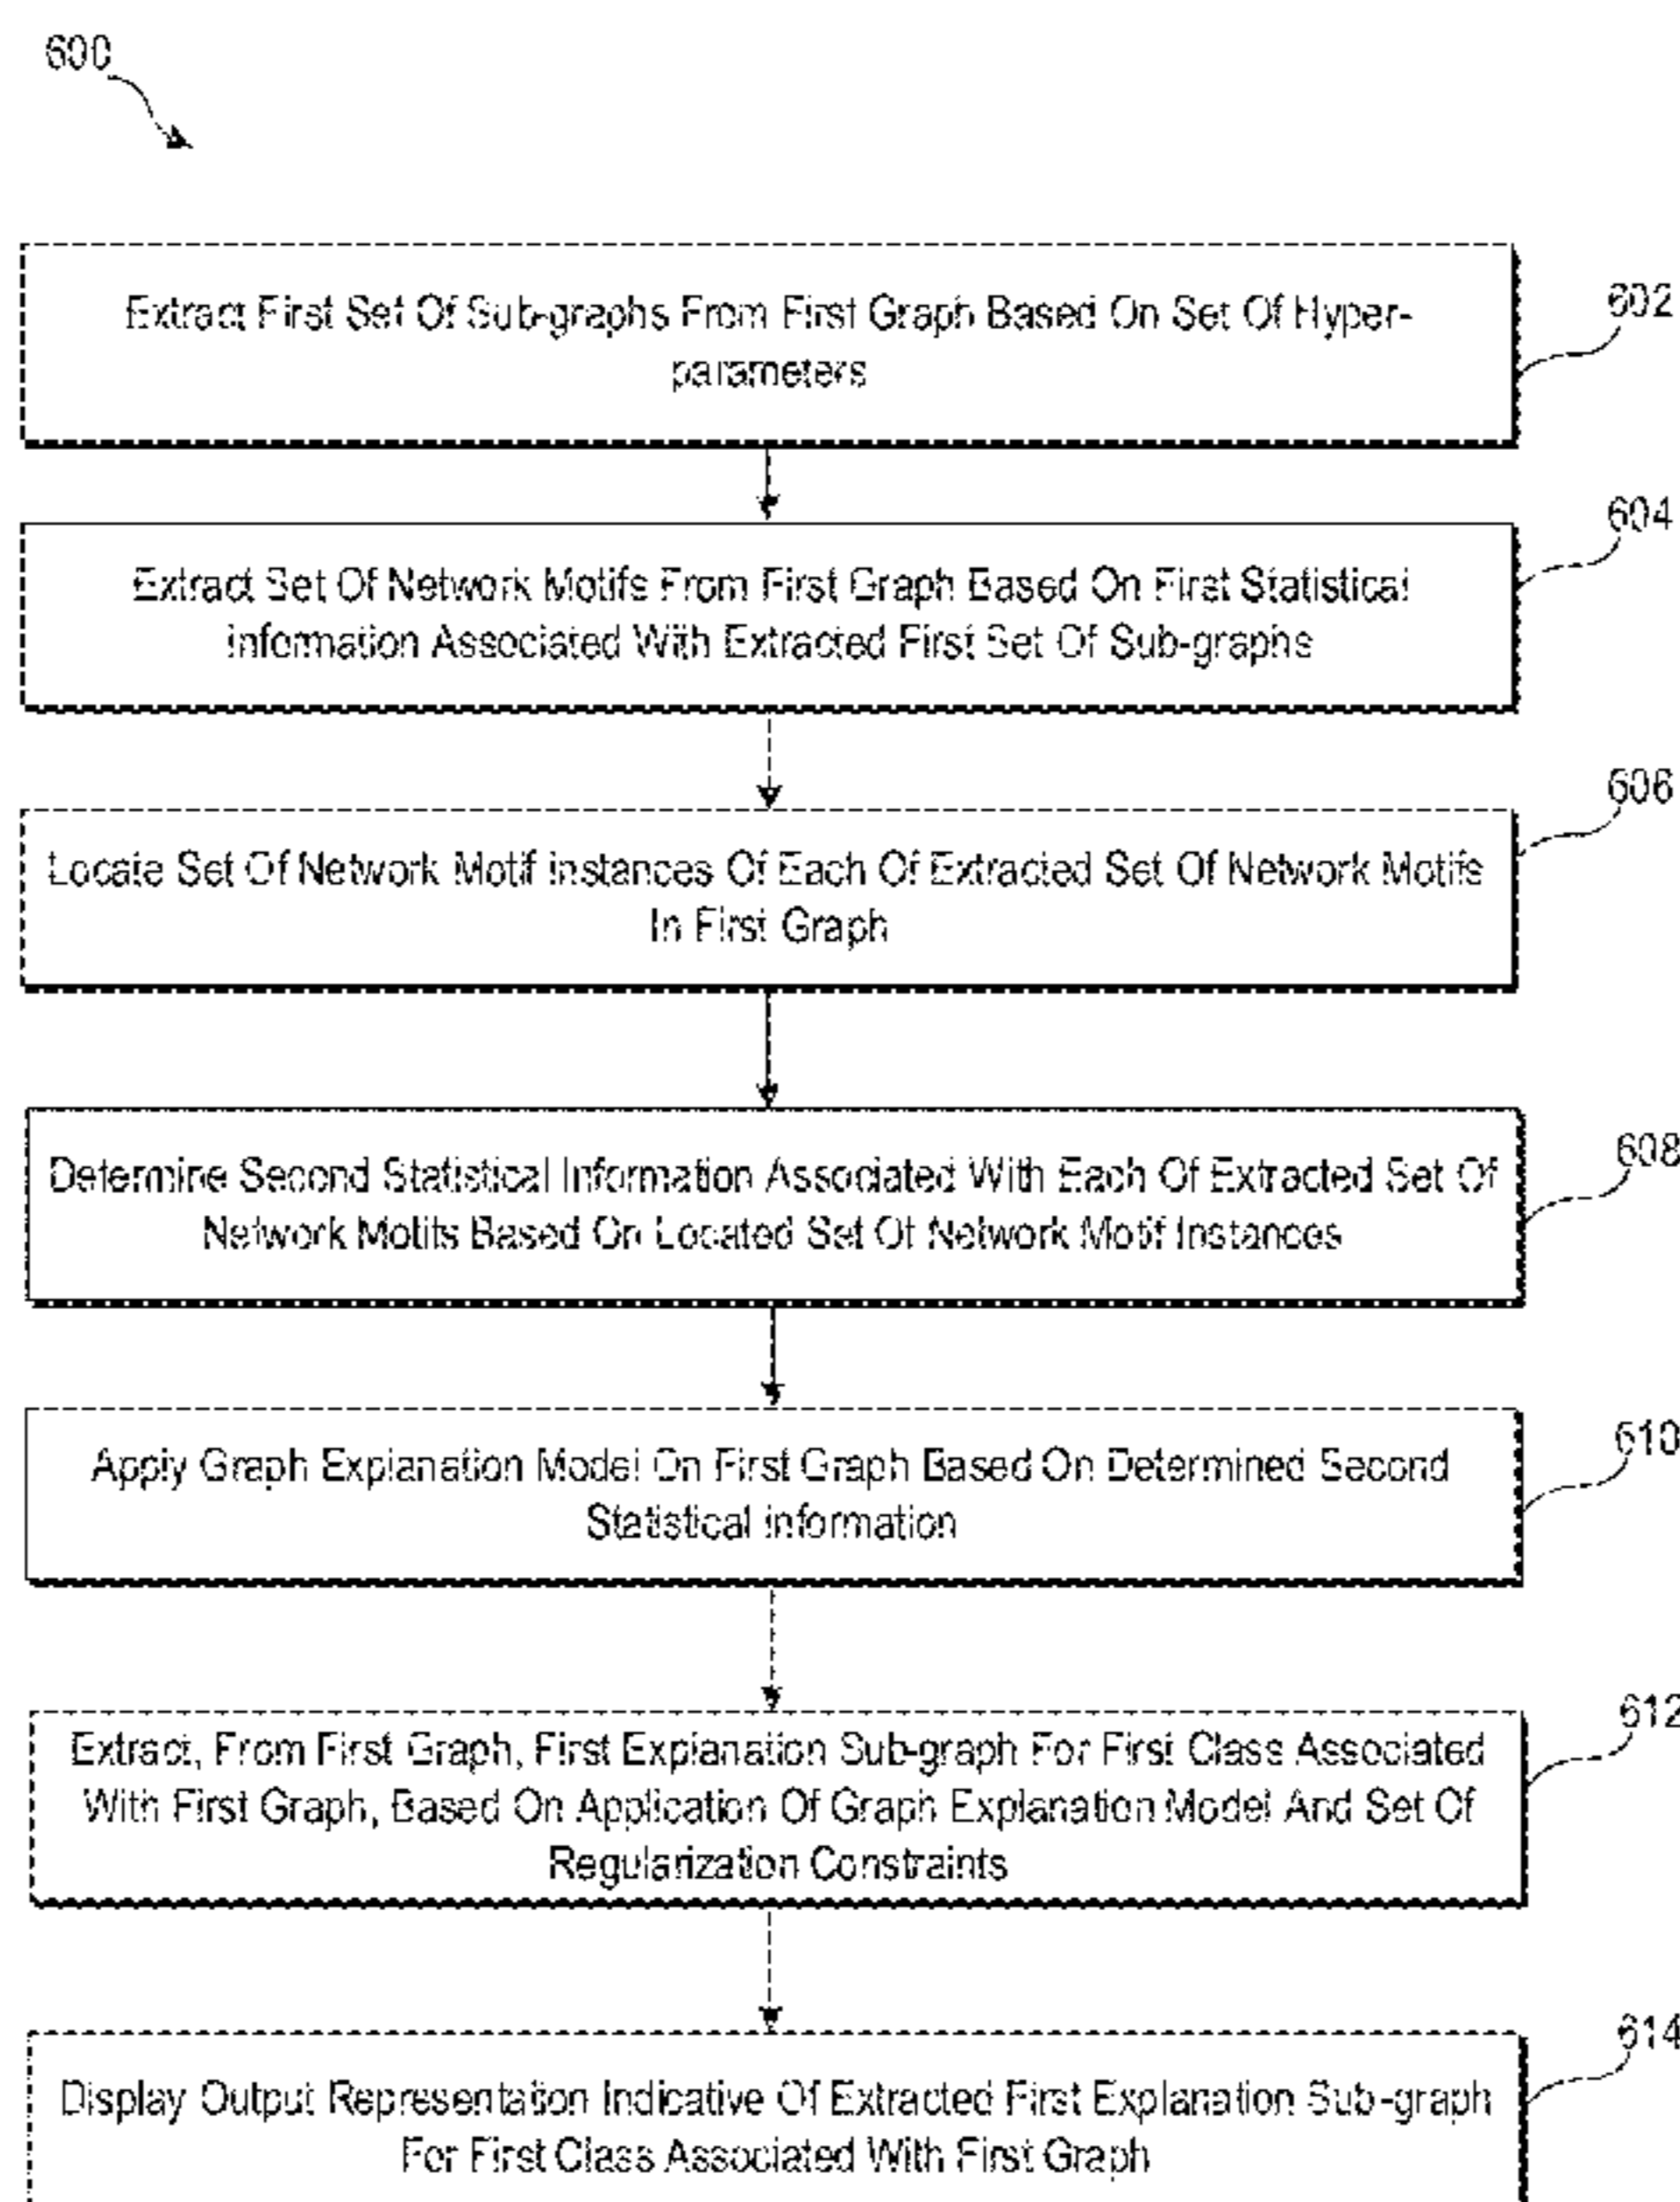 600
Extract First Set Of Sub-graphs From First Graph Based On Set Of Hyper-
parameters
602
Extract Set Of Network Motifs From First Graph Based On First Statistical
Information Associated With Extracted First Set Of Sub-graphs
604
Locate Set Of Network Motif Instances Of Each Of Extracted Set Of Network Motifs
In First Graph
606
Determine Second Statistical Information Associated With Each Of Extracted Set Of
Network Motifs Based On Located Set Of Network Motif Instances
608
Apply Graph Explanation Model On First Graph Based On Determined Second
Statistical Information
610
Extract, From First Graph, First Explanation Sub-graph For First Class Associated
With First Graph, Based On Application Of Graph Explanation Model And Set Of
Regularization Constraints
612
Display Output Representation Indicative Of Extracted First Explanation Sub-graph
For First Class Associated With First Graph
614